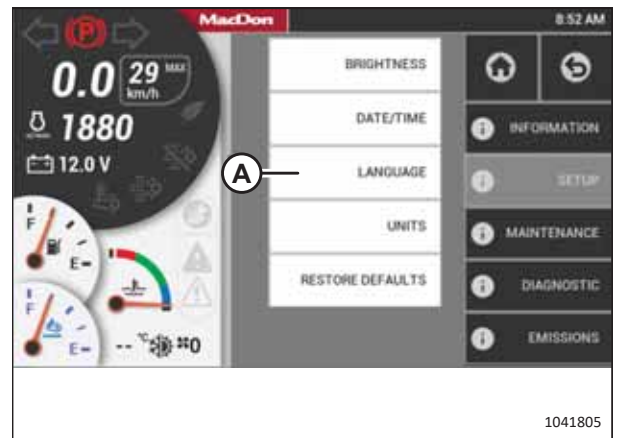 MacDon
8:52 AM
P
0.0
29 MAX
km/h
1880
12.0 V
F
E
F
E
-- °C
0
BRIGHTNESS
DATE/TIME
A
LANGUAGE
UNITS
RESTORE DEFAULTS
INFORMATION
SETUP
MAINTENANCE
DIAGNOSTIC
EMISSIONS
1041805